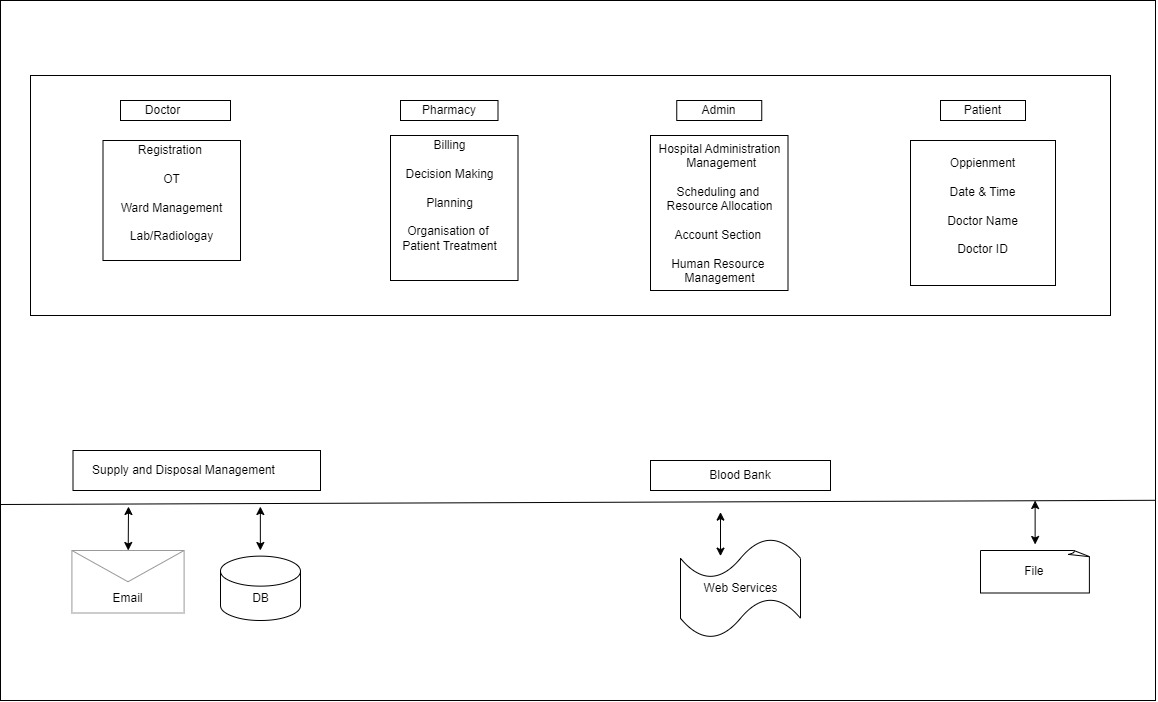 Doctor
Pharmacy
Admin
Patient
Registration
OT
Ward Management
Lab/Radiologay
Billing
Decision Making
Planning
Organisation of
Patient Treatment
Hospital Administration
Management
Scheduling and
Resource Allocation
Account Section
Human Resource
Management
Oppienment
Date & Time
Doctor Name
Doctor ID
Supply and Disposal Management
Blood Bank
Email
DB
Web Services
File